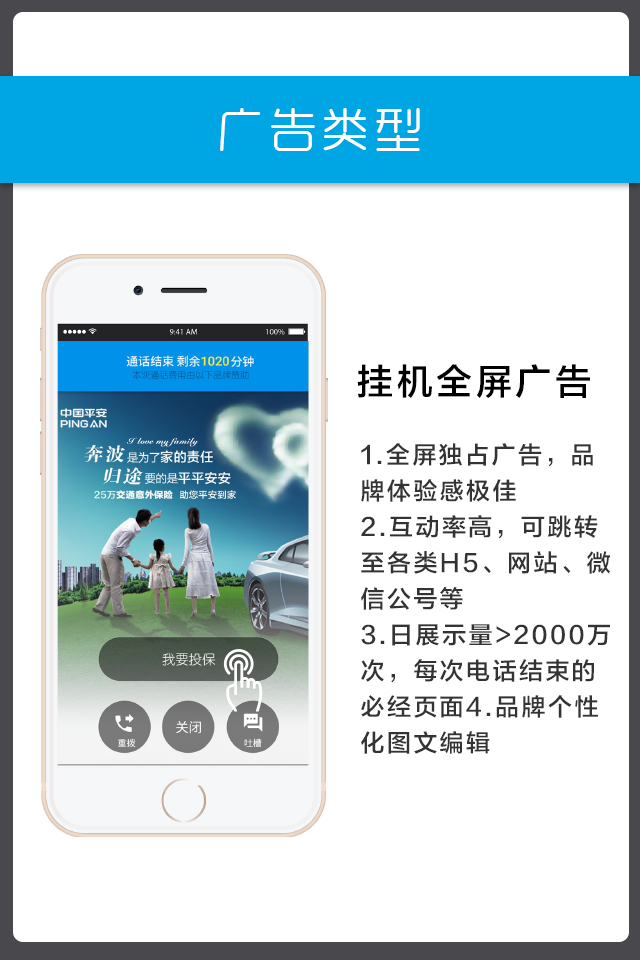 广告类型
9:41 AM
100%
通话结束 剩余1020分钟
本次通话费用由以下品牌赞助
中国平安
PING AN
I love my family
奔波是为了家的责任
归途要的是平平安安
25万交通意外保险 助您平安到家
我要投保
重拨
关闭
吐槽
挂机全屏广告
1.全屏独占广告，品
牌体验感极佳
2.互动率高，可跳转
至各类H5、网站、微
信公号等
3.日展示量>2000万
次，每次电话结束的
必经页面4.品牌个性
化图文编辑